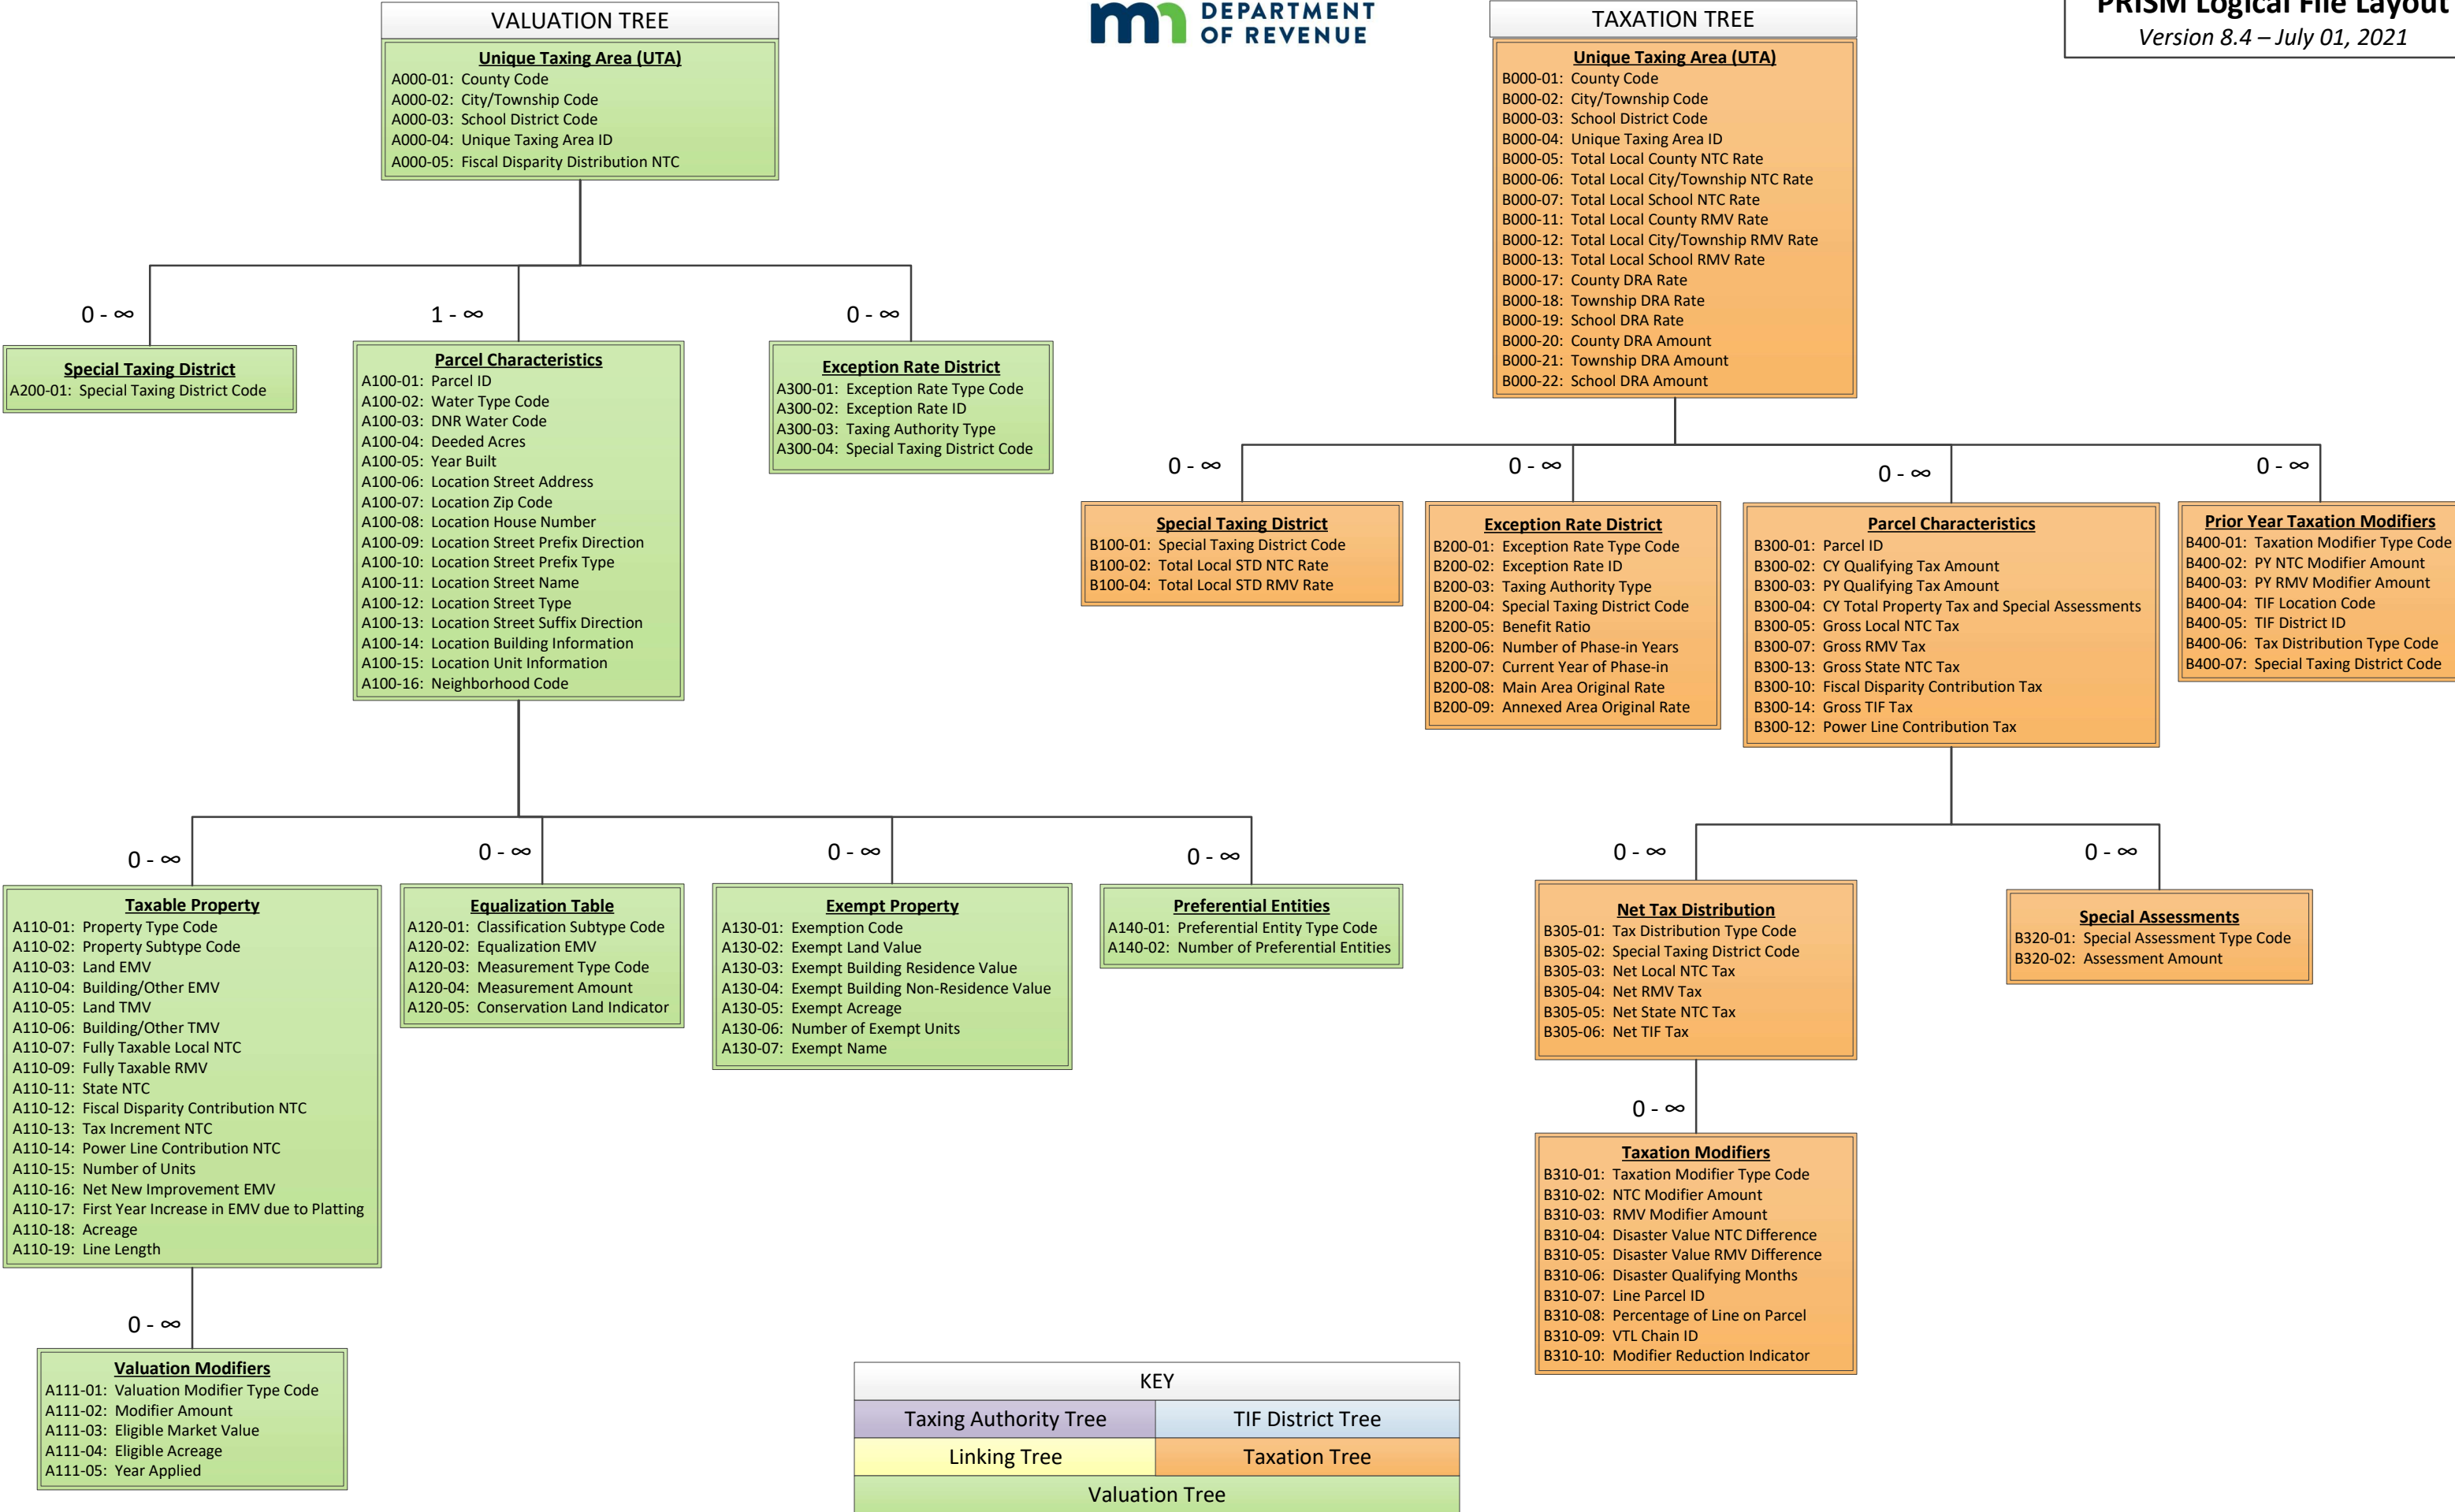 VALUATION TREE
Unique Taxing Area (UTA)
A000-01: County Code
A000-02: City/Township Code
A000-03: School District Code
A000-04: Unique Taxing Area ID
A000-05: Fiscal Disparity Distribution NTC
mn DEPARTMENT
OF REVENUE
TAXATION TREE
Unique Taxing Area (UTA)
B000-01: County Code
B000-02: City/Township Code
B000-03: School District Code
B000-04: Unique Taxing Area ID
B000-05: Total Local County NTC Rate
B000-06: Total Local City/Township NTC Rate
B000-07: Total Local School NTC Rate
B000-11: Total Local County RMV Rate
B000-12: Total Local City/Township RMV Rate
B000-13: Total Local School RMV Rate
B000-17: County DRA Rate
B000-18: Township DRA Rate
B000-19: School DRA Rate
B000-20: County DRA Amount
B000-21: Township DRA Amount
B000-22: School DRA Amount
PRISM Logical File Layout
Version 8.4 – July 01, 2021
0 - ∞
Special Taxing District
A200-01: Special Taxing District Code
1 - ∞
Parcel Characteristics
A100-01: Parcel ID
A100-02: Water Type Code
A100-03: DNR Water Code
A100-04: Deeded Acres
A100-05: Year Built
A100-06: Location Street Address
A100-07: Location Zip Code
A100-08: Location House Number
A100-09: Location Street Prefix Direction
A100-10: Location Street Prefix Type
A100-11: Location Street Name
A100-12: Location Street Type
A100-13: Location Street Suffix Direction
A100-14: Location Building Information
A100-15: Location Unit Information
A100-16: Neighborhood Code
0 - ∞
Exception Rate District
A300-01: Exception Rate Type Code
A300-02: Exception Rate ID
A300-03: Taxing Authority Type
A300-04: Special Taxing District Code
0 - ∞
Special Taxing District
B100-01: Special Taxing District Code
B100-02: Total Local STD NTC Rate
B100-04: Total Local STD RMV Rate
0 - ∞
Exception Rate District
B200-01: Exception Rate Type Code
B200-02: Exception Rate ID
B200-03: Taxing Authority Type
B200-04: Special Taxing District Code
B200-05: Benefit Ratio
B200-06: Number of Phase-in Years
B200-07: Current Year of Phase-in
B200-08: Main Area Original Rate
B200-09: Annexed Area Original Rate
0 - ∞
Parcel Characteristics
B300-01: Parcel ID
B300-02: CY Qualifying Tax Amount
B300-03: PY Qualifying Tax Amount
B300-04: CY Total Property Tax and Special Assessments
B300-05: Gross Local NTC Tax
B300-07: Gross RMV Tax
B300-13: Gross State NTC Tax
B300-10: Fiscal Disparity Contribution Tax
B300-14: Gross TIF Tax
B300-12: Power Line Contribution Tax
0 - ∞
Prior Year Taxation Modifiers
B400-01: Taxation Modifier Type Code
B400-02: PY NTC Modifier Amount
B400-03: PY RMV Modifier Amount
B400-04: TIF Location Code
B400-05: TIF District ID
B400-06: Tax Distribution Type Code
B400-07: Special Taxing District Code
0 - ∞
Taxable Property
A110-01: Property Type Code
A110-02: Property Subtype Code
A110-03: Land EMV
A110-04: Building/Other EMV
A110-05: Land TMV
A110-06: Building/Other TMV
A110-07: Fully Taxable Local NTC
A110-09: Fully Taxable RMV
A110-11: State NTC
A110-12: Fiscal Disparity Contribution NTC
A110-13: Tax Increment NTC
A110-14: Power Line Contribution NTC
A110-15: Number of Units
A110-16: Net New Improvement EMV
A110-17: First Year Increase in EMV due to Platting
A110-18: Acreage
A110-19: Line Length
0 - ∞
Equalization Table
A120-01: Classification Subtype Code
A120-02: Equalization EMV
A120-03: Measurement Type Code
A120-04: Measurement Amount
A120-05: Conservation Land Indicator
0 - ∞
Exempt Property
A130-01: Exemption Code
A130-02: Exempt Land Value
A130-03: Exempt Building Residence Value
A130-04: Exempt Building Non-Residence Value
A130-05: Exempt Acreage
A130-06: Number of Exempt Units
A130-07: Exempt Name
0 - ∞
Preferential Entities
A140-01: Preferential Entity Type Code
A140-02: Number of Preferential Entities
0 - ∞
Net Tax Distribution
B305-01: Tax Distribution Type Code
B305-02: Special Taxing District Code
B305-03: Net Local NTC Tax
B305-04: Net RMV Tax
B305-05: Net State NTC Tax
B305-06: Net TIF Tax
0 - ∞
Special Assessments
B320-01: Special Assessment Type Code
B320-02: Assessment Amount
0 - ∞
Taxation Modifiers
B310-01: Taxation Modifier Type Code
B310-02: NTC Modifier Amount
B310-03: RMV Modifier Amount
B310-04: Disaster Value NTC Difference
B310-05: Disaster Value RMV Difference
B310-06: Disaster Qualifying Months
B310-07: Line Parcel ID
B310-08: Percentage of Line on Parcel
B310-09: VTL Chain ID
B310-10: Modifier Reduction Indicator
0 - ∞
Valuation Modifiers
A111-01: Valuation Modifier Type Code
A111-02: Modifier Amount
A111-03: Eligible Market Value
A111-04: Eligible Acreage
A111-05: Year Applied
KEY
Taxing Authority Tree
TIF District Tree
Linking Tree
Taxation Tree
Valuation Tree